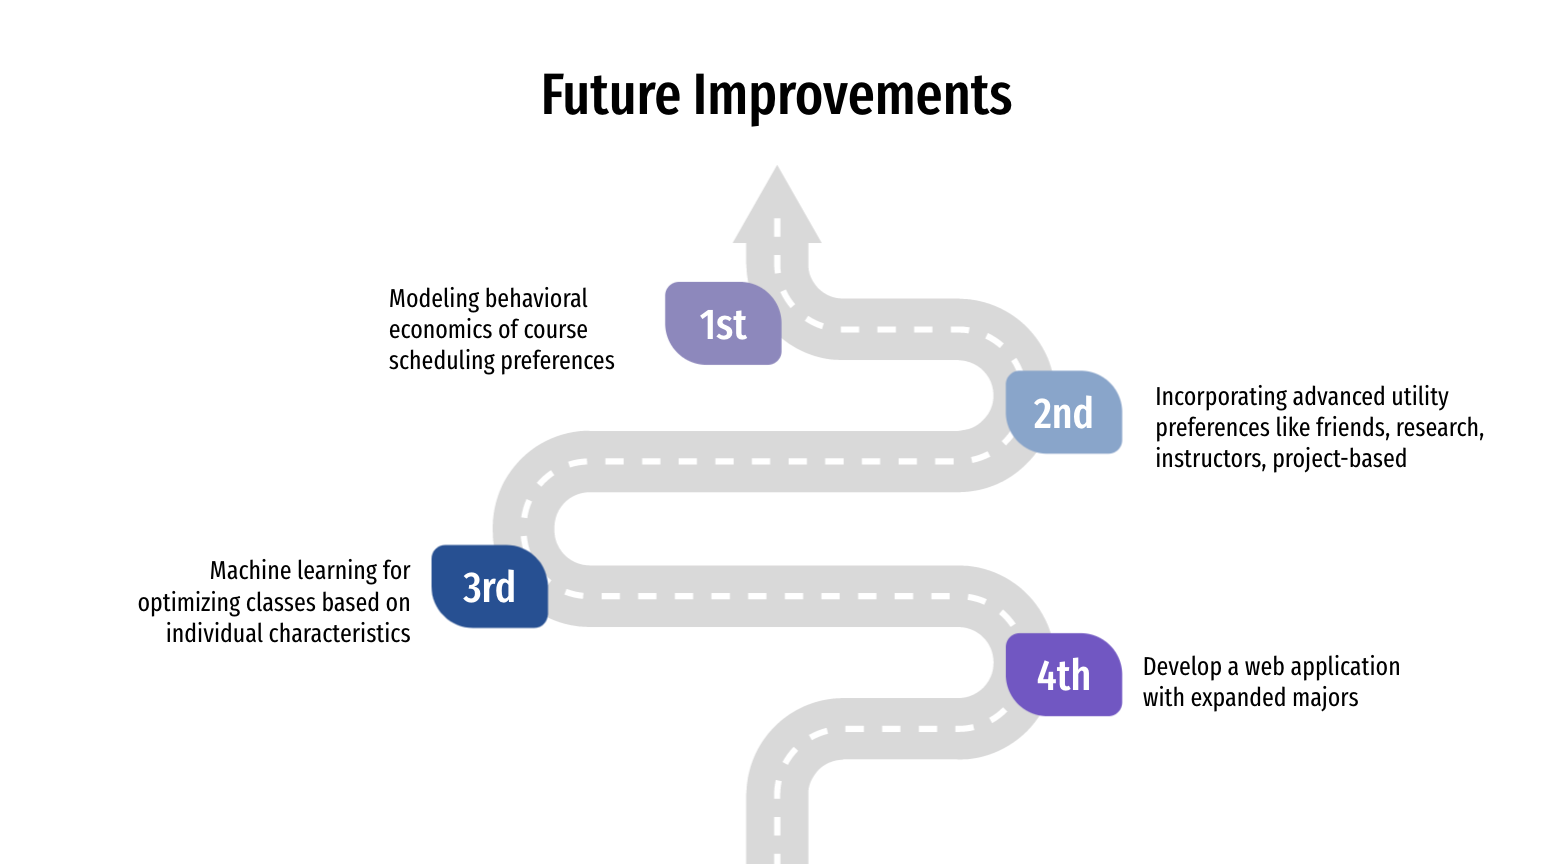 Future Improvements
Modeling behavioral
economics of course
scheduling preferences
1st
2nd
Incorporating advanced utility
preferences like friends, research,
instructors, project-based
Machine learning for
optimizing classes based on
individual characteristics
3rd
4th
Develop a web application
with expanded majors